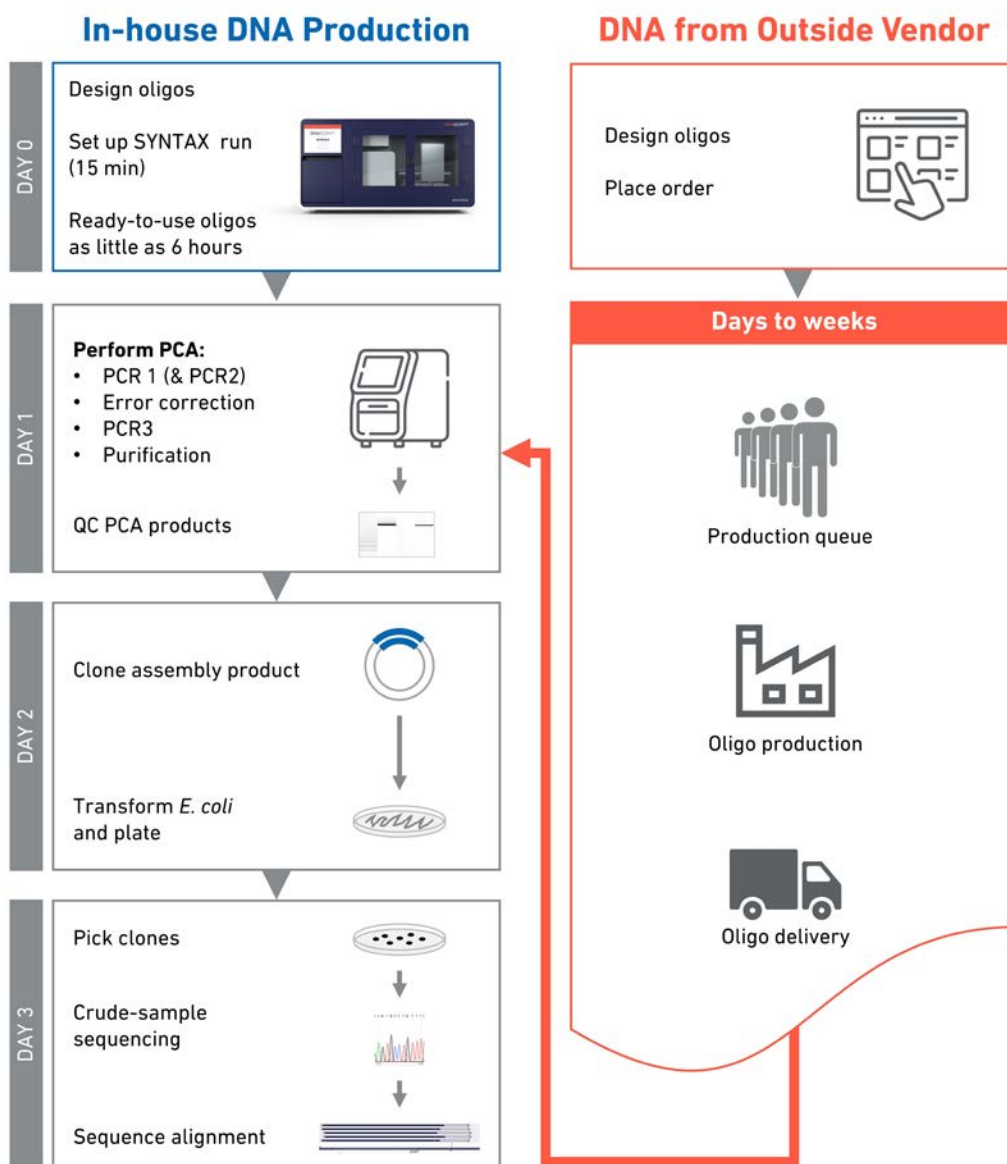 In-house DNA Production
DNA from Outside Vendor
DAY 0
Design oligos
Set up SYNTAX run
(15 min)
Ready-to-use oligos
as little as 6 hours
Design oligos
Place order
DAY 1
Perform PCA:
• PCR 1 (& PCR2)
• Error correction
• PCR3
• Purification
QC PCA products
Days to weeks
Production queue
Oligo production
Oligo delivery
DAY 2
Clone assembly product
Transform E. coli
and plate
DAY 3
Pick clones
Crude-sample
sequencing
Sequence alignment